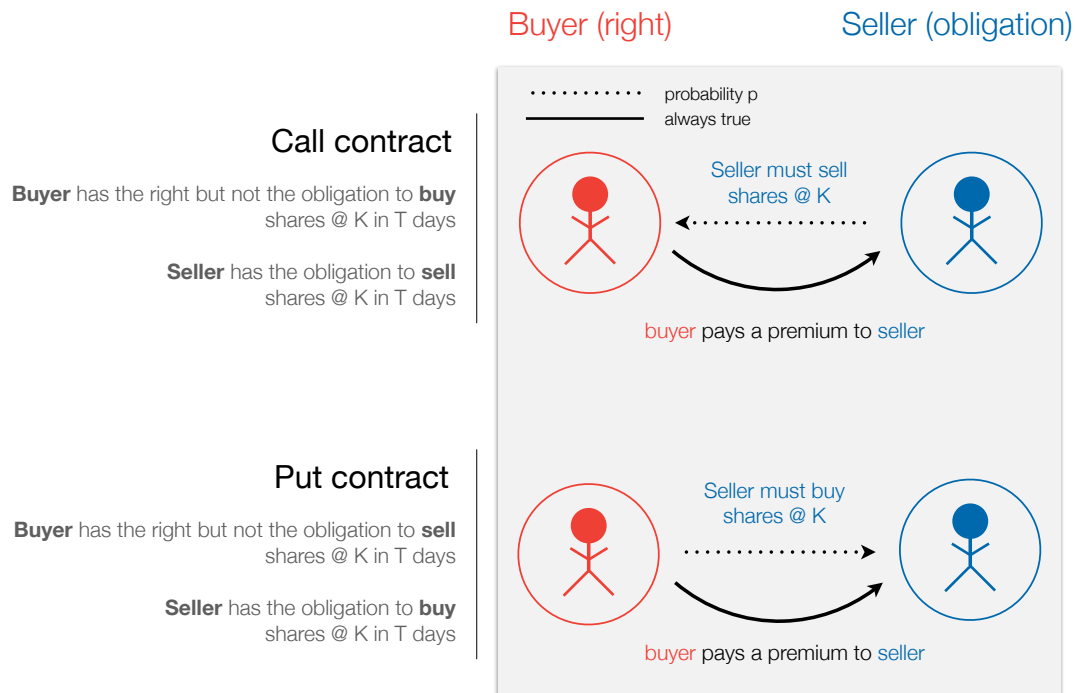 Buyer (right)
Seller (obligation)
probability p
always true
Call contract
Buyer has the right but not the obligation to buy
shares @ K in T days
Seller has the obligation to sell
shares @ K in T days
Seller must sell
shares @ K
buyer pays a premium to seller
Put contract
Buyer has the right but not the obligation to sell
shares @ K in T days
Seller has the obligation to buy
shares @ K in T days
Seller must buy
shares @ K
buyer pays a premium to seller